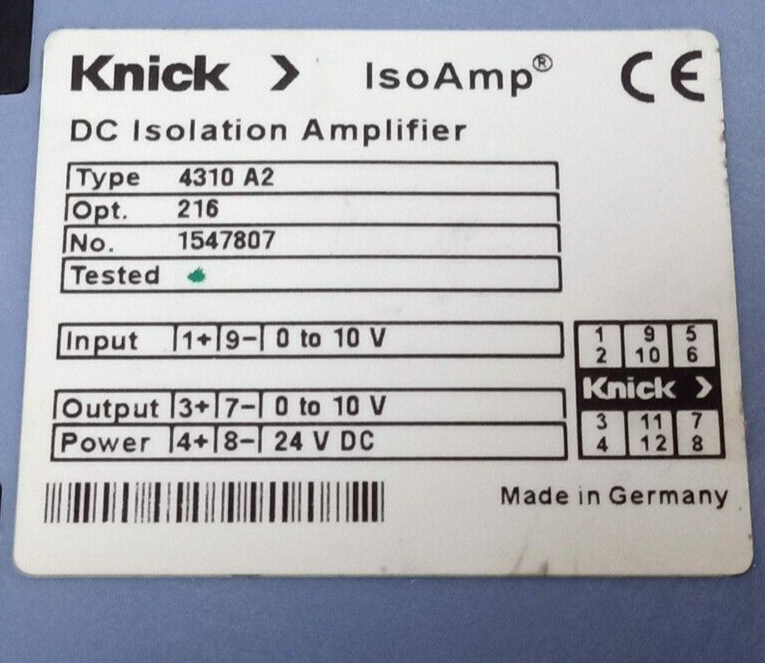 Knick > IsoAmp® CE
DC Isolation Amplifier
Type 4310 A2
Opt. 216
No. 1547807
Tested
Input 1+ 9- 0 to 10 V
1 9 5
2 10 6
Knick >
Output 3+ 7- 0 to 10 V
Power 4+ 8- 24 V DC
3 11 7
4 12 8
Made in Germany